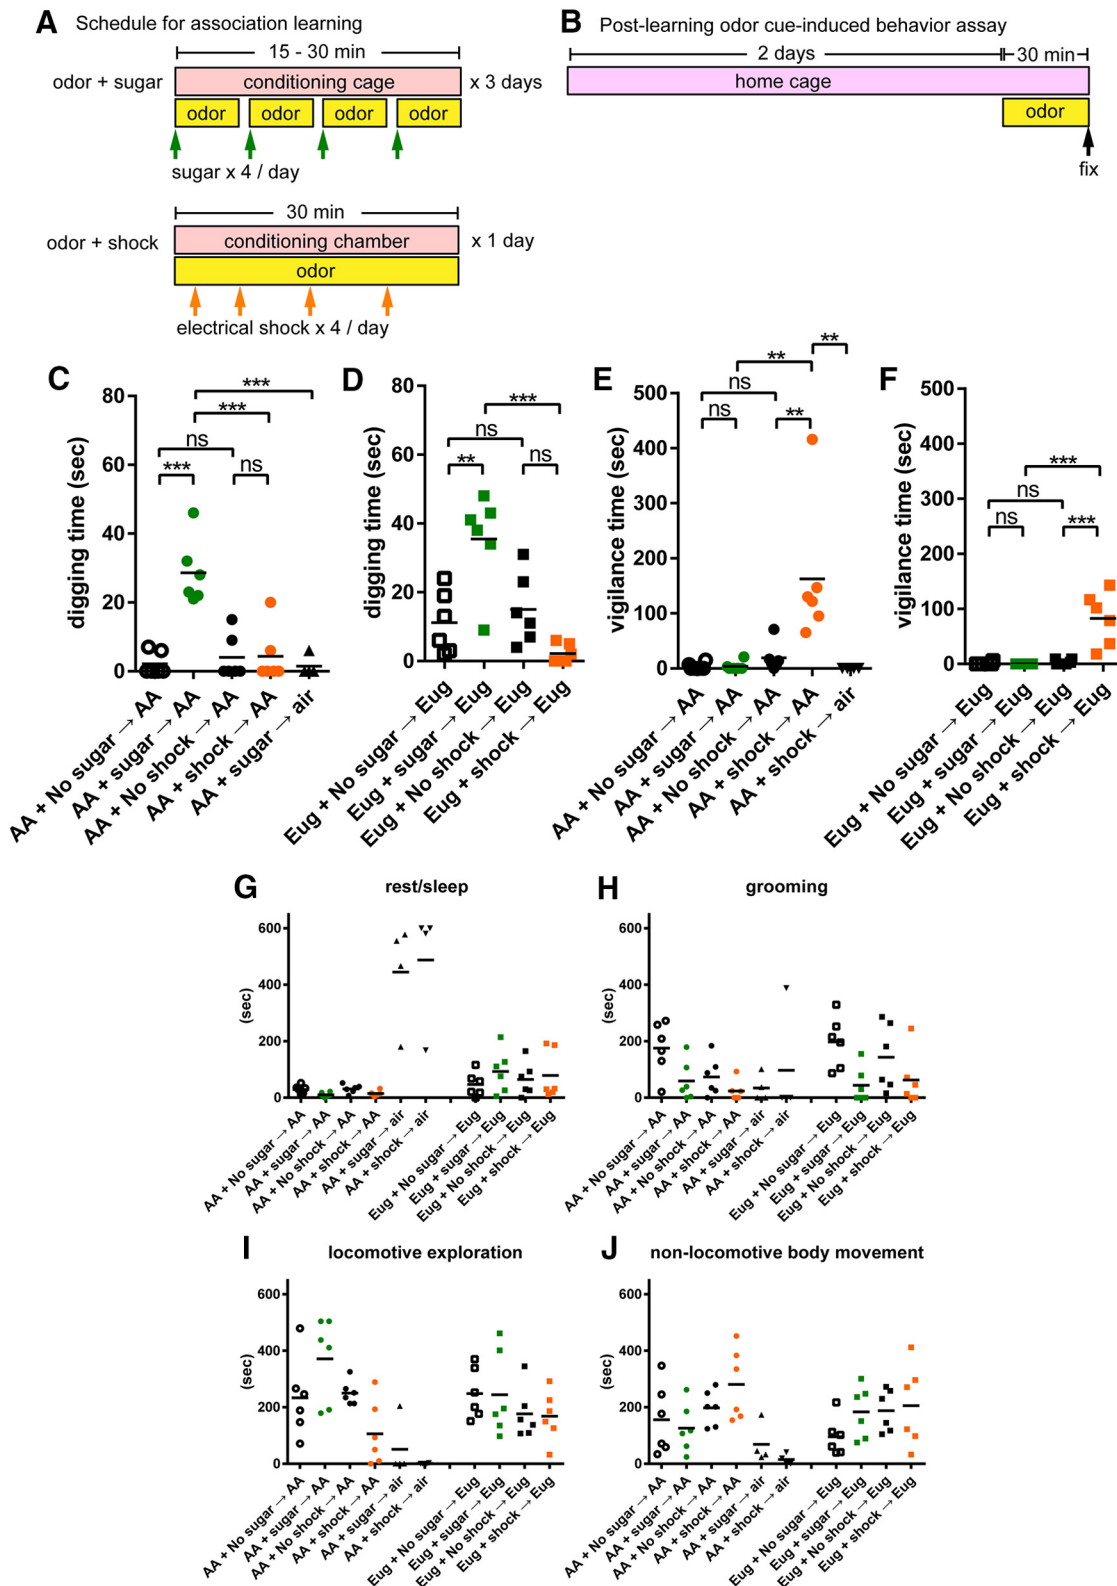 A Schedule for association learning
15 - 30 min
odor + sugar conditioning cage x 3 days
odor odor odor odor
sugar x 4 / day
30 min
odor + shock conditioning chamber x 1 day
odor
electrical shock x 4 / day
B Post-learning odor cue-induced behavior assay
2 days 30 min
home cage
odor
fix
C
digging time (sec)
80
60
40
20
0
***
ns
***
***
ns
AA + No sugar → AA
AA + sugar → AA
AA + No shock → AA
AA + shock → AA
AA + sugar → air
D
digging time (sec)
80
60
40
20
0
***
ns
**
ns
Eug + No sugar → Eug
Eug + sugar → Eug
Eug + No shock → Eug
Eug + shock → Eug
E
vigilance time (sec)
500
400
300
200
100
0
**
**
ns
ns
**
AA + No sugar → AA
AA + sugar → AA
AA + No shock → AA
AA + shock → AA
AA + shock → air
F
vigilance time (sec)
500
400
300
200
100
0
***
ns
ns
***
Eug + No sugar → Eug
Eug + sugar → Eug
Eug + No shock → Eug
Eug + shock → Eug
G rest/sleep
(sec)
600
400
200
0
AA + No sugar → AA
AA + sugar → AA
AA + No shock → AA
AA + shock → AA
AA + sugar → air
AA + shock → air
Eug + No sugar → Eug
Eug + sugar → Eug
Eug + No shock → Eug
Eug + shock → Eug
H grooming
(sec)
600
400
200
0
AA + No sugar → AA
AA + sugar → AA
AA + No shock → AA
AA + shock → AA
AA + sugar → air
AA + shock → air
Eug + No sugar → Eug
Eug + sugar → Eug
Eug + No shock → Eug
Eug + shock → Eug
I locomotive exploration
(sec)
600
400
200
0
AA + No sugar → AA
AA + sugar → AA
AA + No shock → AA
AA + shock → AA
AA + sugar → air
AA + shock → air
Eug + No sugar → Eug
Eug + sugar → Eug
Eug + No shock → Eug
Eug + shock → Eug
J non-locomotive body movement
(sec)
600
400
200
0
AA + No sugar → AA
AA + sugar → AA
AA + No shock → AA
AA + shock → AA
AA + sugar → air
AA + shock → air
Eug + No sugar → Eug
Eug + sugar → Eug
Eug + No shock → Eug
Eug + shock → Eug